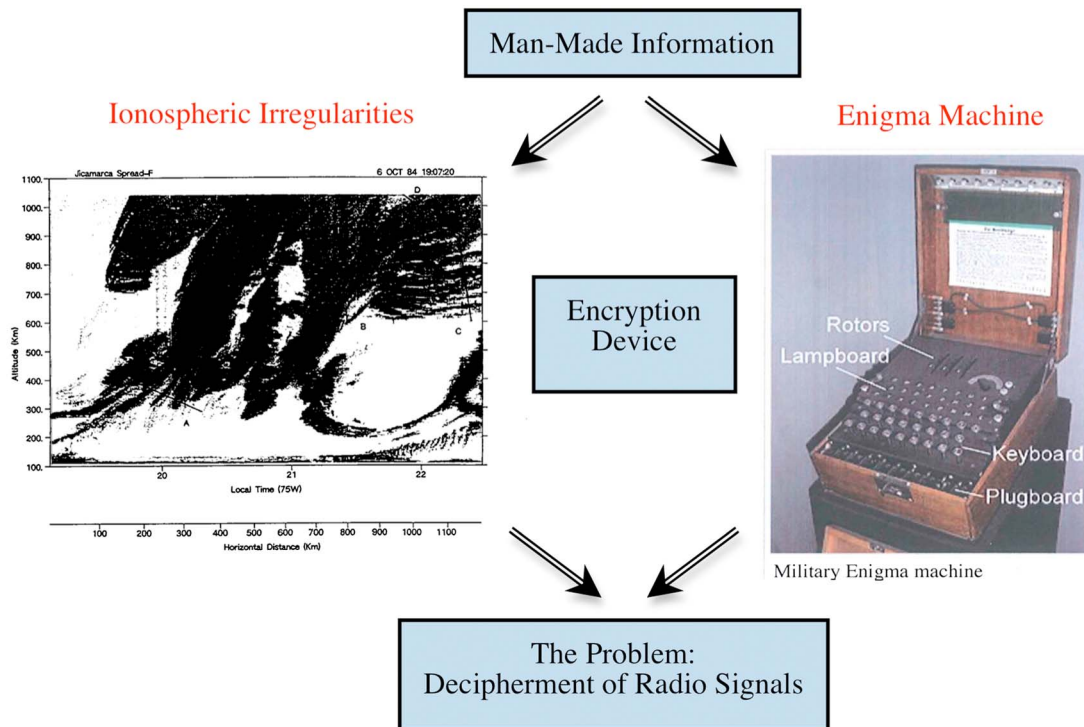 Man-Made Information
Ionospheric Irregularities
Enigma Machine
Jicamarca Spread-F
6 OCT 84 19:07:20
1100.
1000.
900.
800.
700.
600.
500.
400.
300.
200.
100.
Altitude (Km)
D
B
C
A
20
21
22
Local Time (75W)
100
200
300
400
500
600
700
800
900
1000
1100
Horizontal Distance (Km)
Encryption
Device
Rotors
Lampboard
Keyboard
Plugboard
Military Enigma machine
The Problem:
Decipherment of Radio Signals